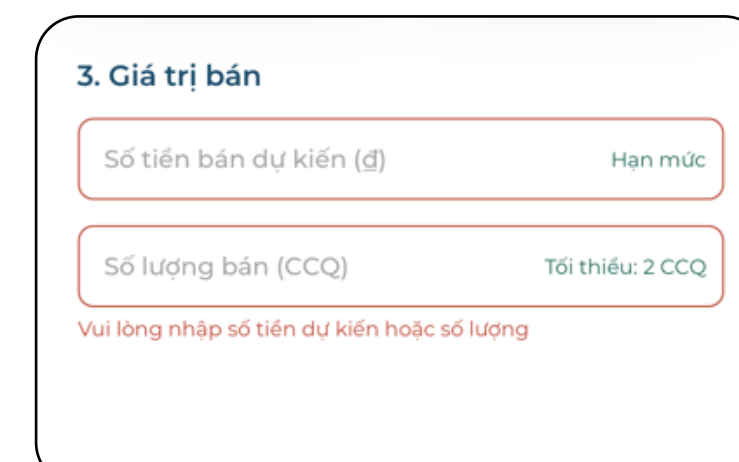 3. Giá trị bán
Số tiền bán dự kiến (₫) Hạn mức
Số lượng bán (CCQ) Tối thiểu: 2 CCQ
Vui lòng nhập số tiền dự kiến hoặc số lượng